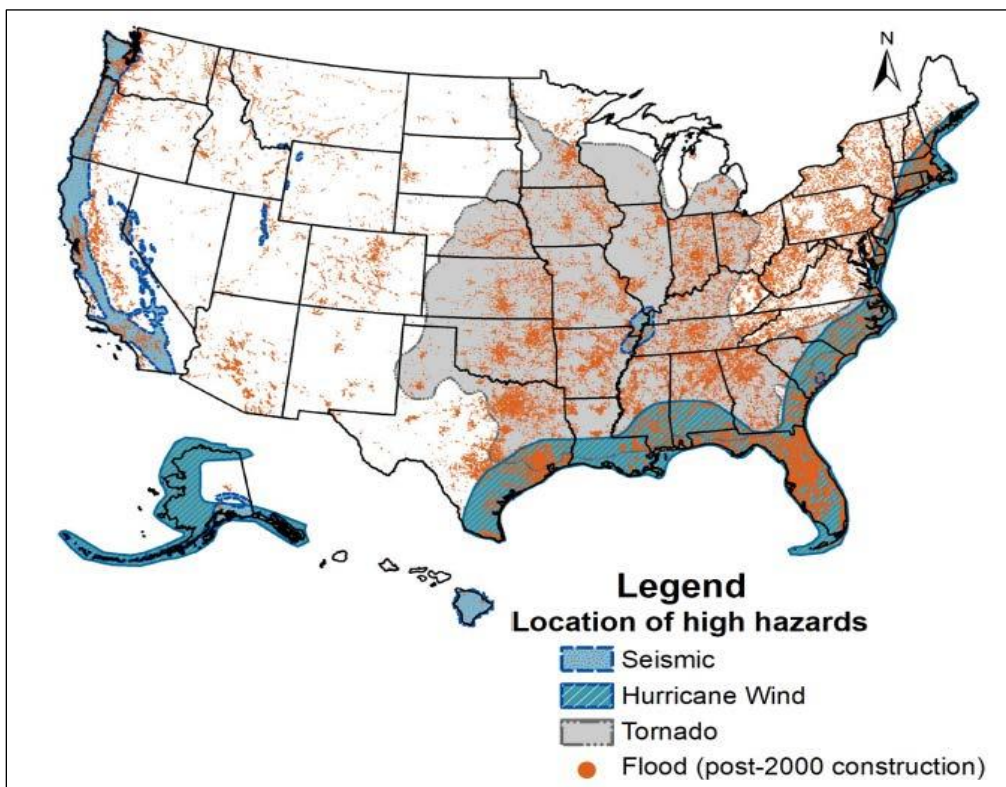 N
Legend
Location of high hazards
Seismic
Hurricane Wind
Tornado
Flood (post-2000 construction)